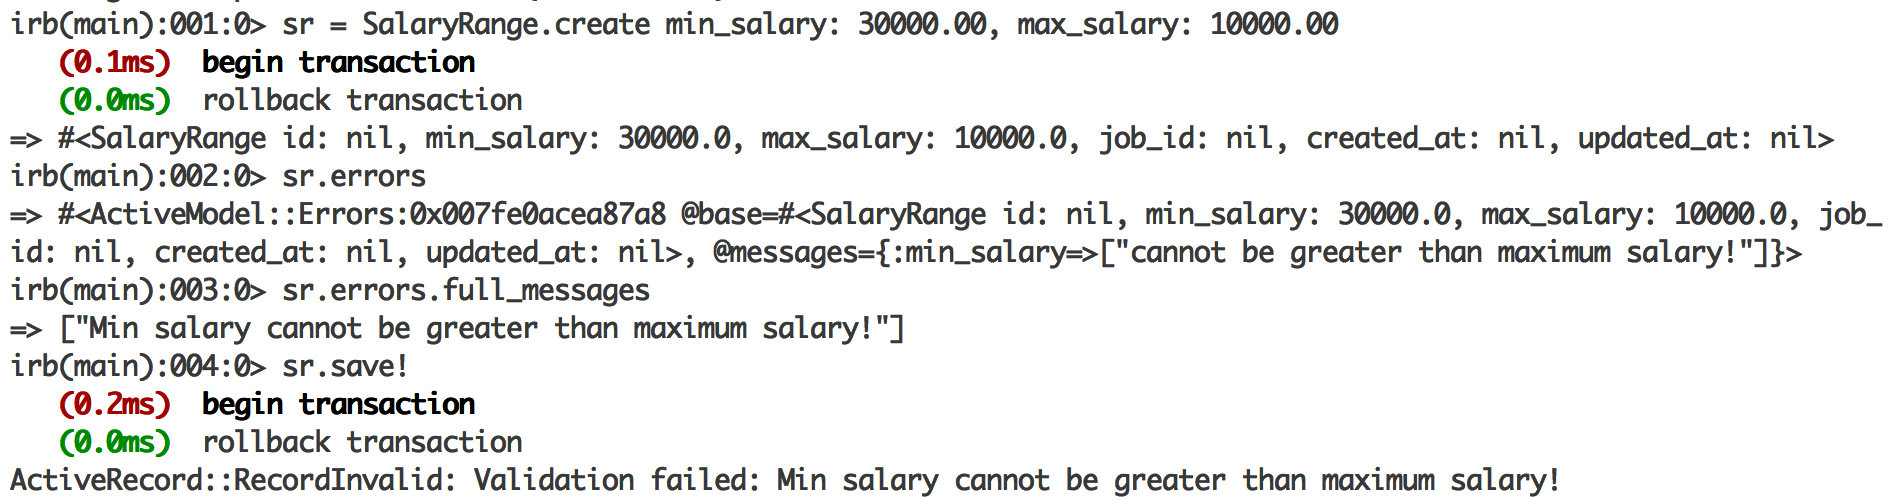 irb(main):001:0> sr = SalaryRange.create min_salary: 30000.00, max_salary: 10000.00
(0.1ms) begin transaction
(0.0ms) rollback transaction
=> #<SalaryRange id: nil, min_salary: 30000.0, max_salary: 10000.0, job_id: nil, created_at: nil, updated_at: nil>
irb(main):002:0> sr.errors
=> #<ActiveModel::Errors:0x007fe0acea87a8 @base=#<SalaryRange id: nil, min_salary: 30000.0, max_salary: 10000.0, job_
id: nil, created_at: nil, updated_at: nil>, @messages={:min_salary=>["cannot be greater than maximum salary!"]}>
irb(main):003:0> sr.errors.full_messages
=> ["Min salary cannot be greater than maximum salary!"]
irb(main):004:0> sr.save!
(0.2ms) begin transaction
(0.0ms) rollback transaction
ActiveRecord::RecordInvalid: Validation failed: Min salary cannot be greater than maximum salary!